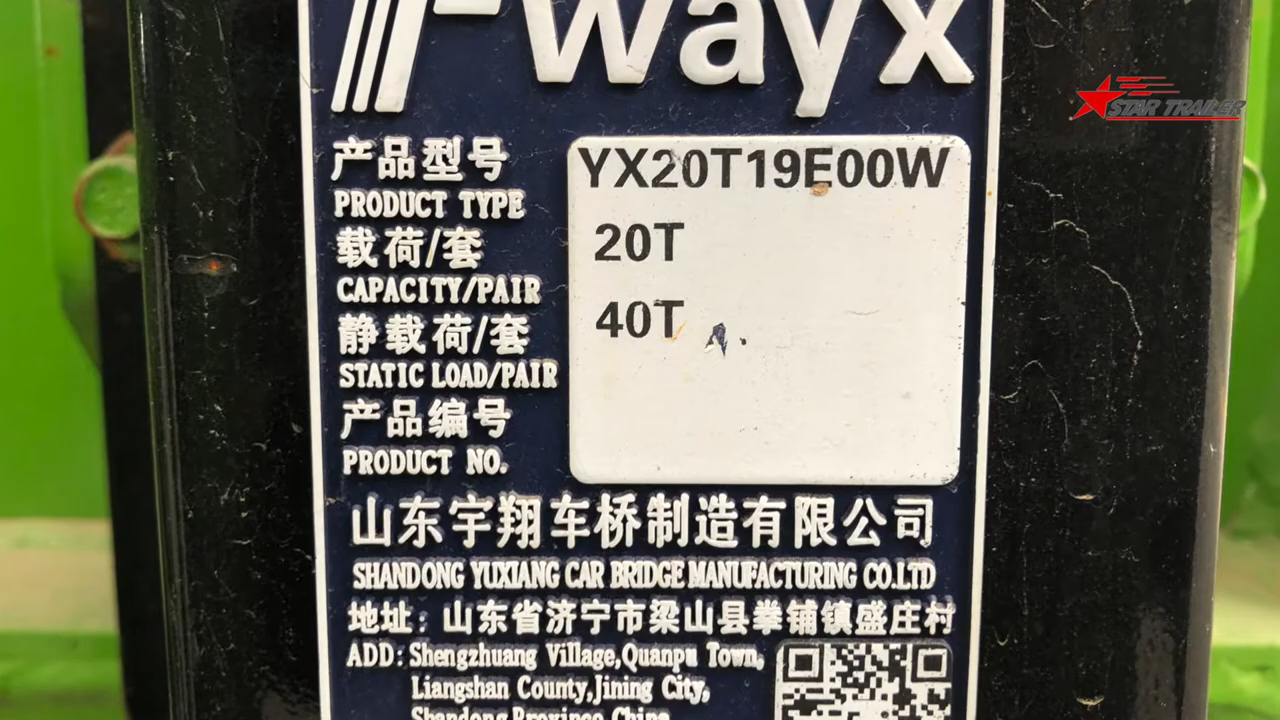 wayx
STAR TRAILER
产品型号 YX20T19E00W
PRODUCT TYPE
载荷/套 20T
CAPACITY/PAIR
静载荷/套 40T
STATIC LOAD/PAIR
产品编号
PRODUCT NO.
山东宇翔车桥制造有限公司
SHANDONG YUXIANG CAR BRIDGE MANUFACTURING CO.LTD
地址：山东省济宁市梁山县拳铺镇盛庄村
ADD:Shengzhuang Village,Quanpu Town,
Liangshan County,Jining City,
Shandong Province China